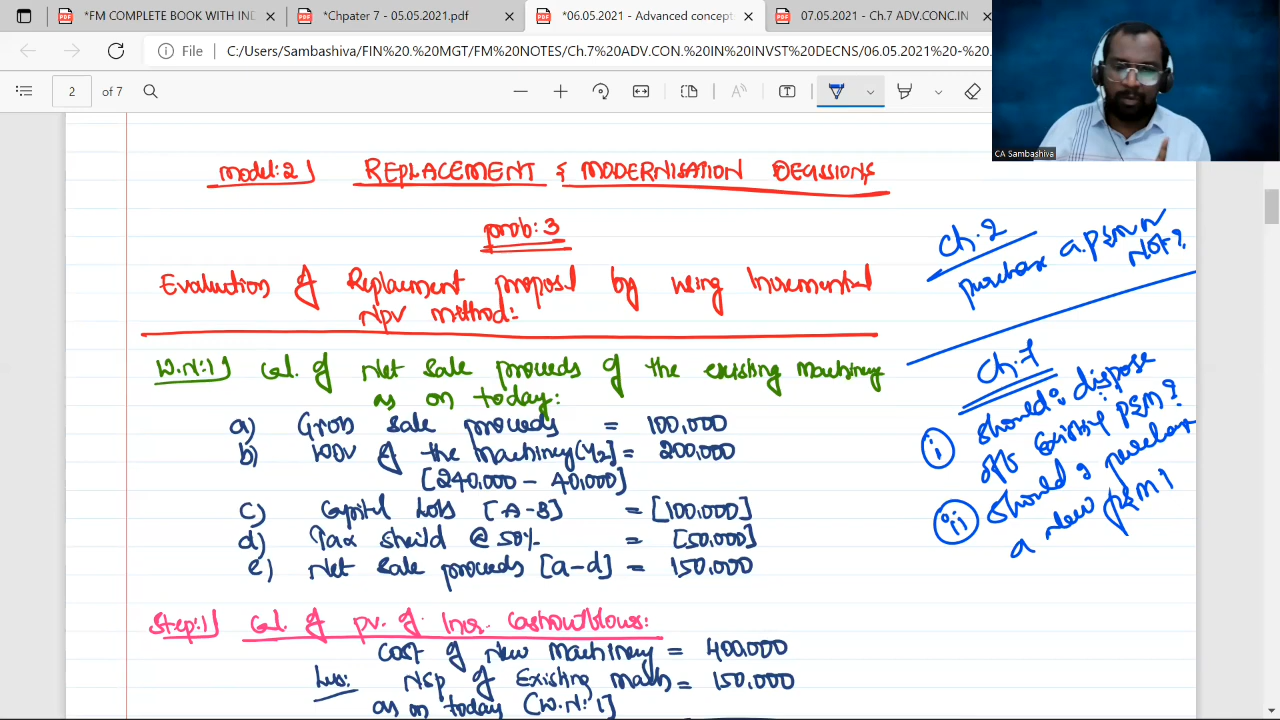 *FM COMPLETE BOOK WITH IND
*Chpater 7 - 05.05.2021.pdf
*06.05.2021 - Advanced concept
07.05.2021 - Ch.7 ADV.CONC.IN
File
C:/Users/Sambashiva/FIN%20.%20MGT/FM%20NOTES/Ch.7%20ADV.CON.%20IN%20INVST%20DECNS/06.05.2021%20-%20.
2 of 7
CA Sambashiva
Model:2] REPLACEMENT & MODERNISATION DECISIONS
prob:3
Evaluation of Replacement proposal by using Incremental
NPV method:
W.N:1] Cal. of Net Sale proceeds of the existing Machinery
as on today:
a) Gross Sale proceeds = 100,000
b) WDV of the Machinery [Y2] = 200,000
[240,000 - 40,000]
c) Capital Loss [A-B] = [100,000]
d) Tax Sheild @ 50% = [50,000]
e) Net Sale proceeds [a-d] = 150,000
Step:1] Cal. of pv. of Incr. Cashoutflows:
Cost of New Machinery = 400,000
Less: NSP of Existing Mach = 150,000
as on today [W.N:1]
Ch.2
purchase a P&M or
Not?
Ch.7
i) should I dispose
off existing P&M?
ii) should I purchase
a new P&M?